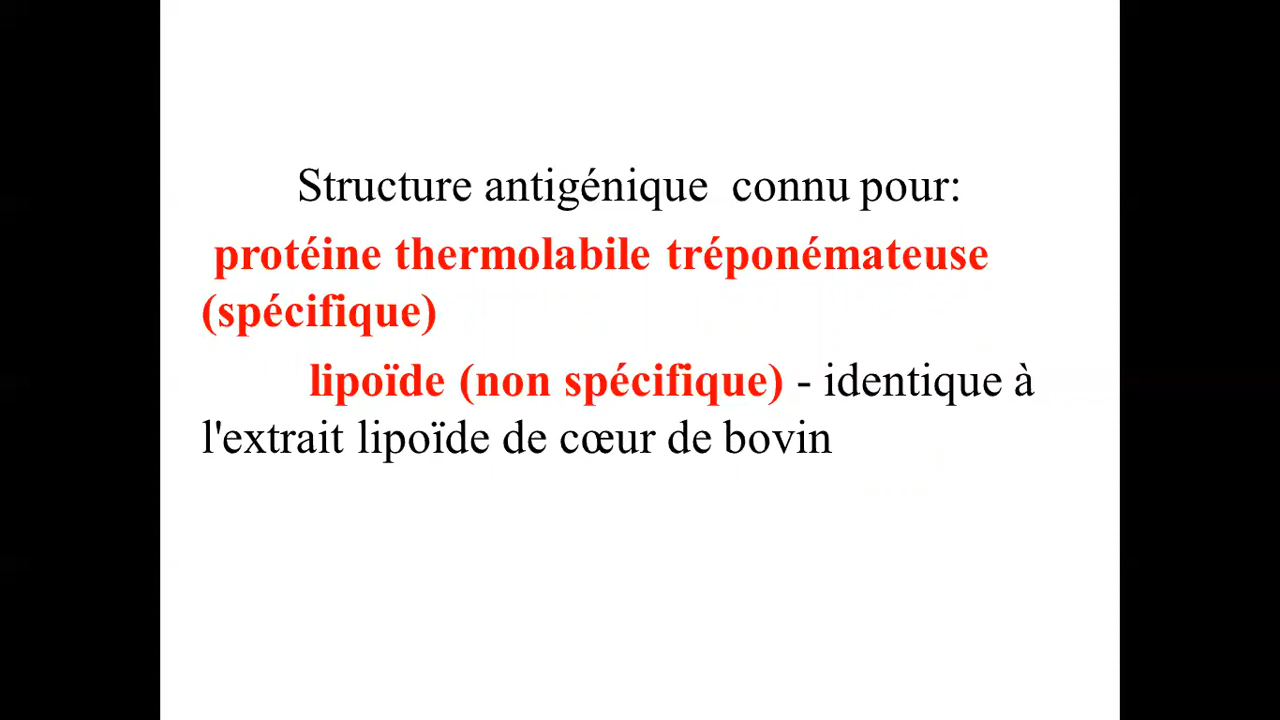 Structure antigénique  connu pour:
protéine thermolabile tréponémateuse
(spécifique)
lipoïde (non spécifique) - identique à
l'extrait lipoïde de cœur de bovin